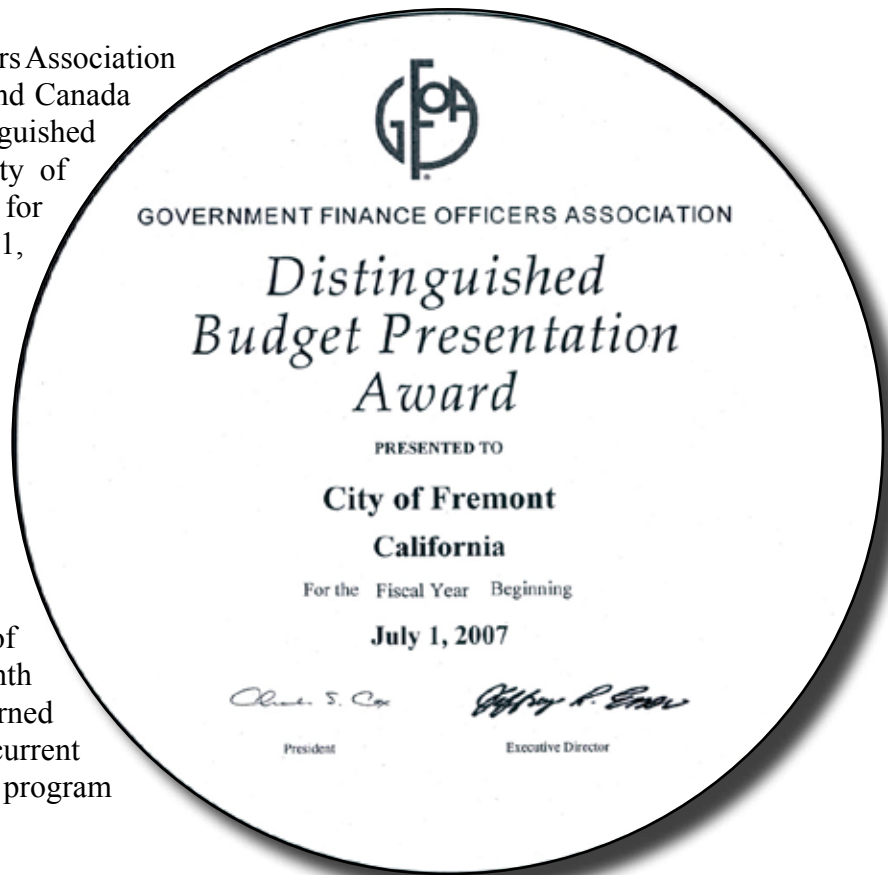 rs Association
nd Canada
guished
ty of
for
1,
of
nth
rned
current
program
GFOA
GOVERNMENT FINANCE OFFICERS ASSOCIATION
Distinguished
Budget Presentation
Award
PRESENTED TO
City of Fremont
California
For the Fiscal Year Beginning
July 1, 2007
S. Cox
Jeffrey R.
President
Executive Director